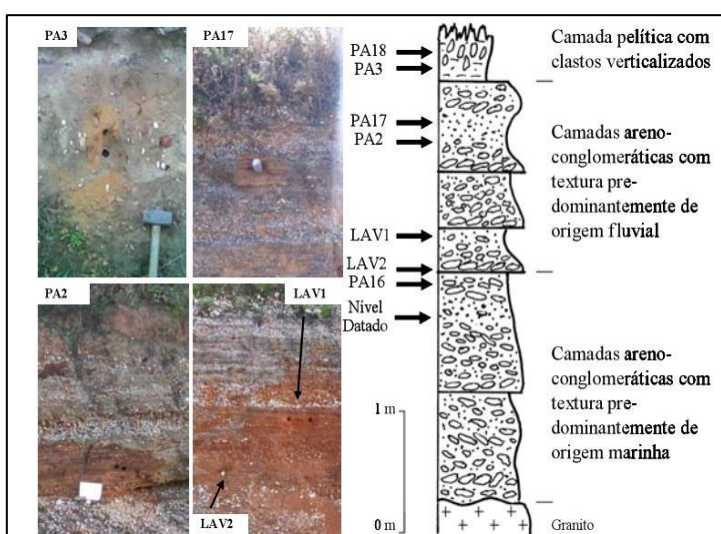 PA3
PA17
PA2
LAV1
LAV2
PA18
PA3
PA17
PA2
LAV1
LAV2
PA16
Nível
Datado
1 m
0 m
Camada pelítica com
clastos verticalizados
Camadas areno-
conglomeráticas com
textura pre-
dominantemente de
origem fluvial
Camadas areno-
conglomeráticas com
textura pre-
dominantemente de
origem marinha
Granito